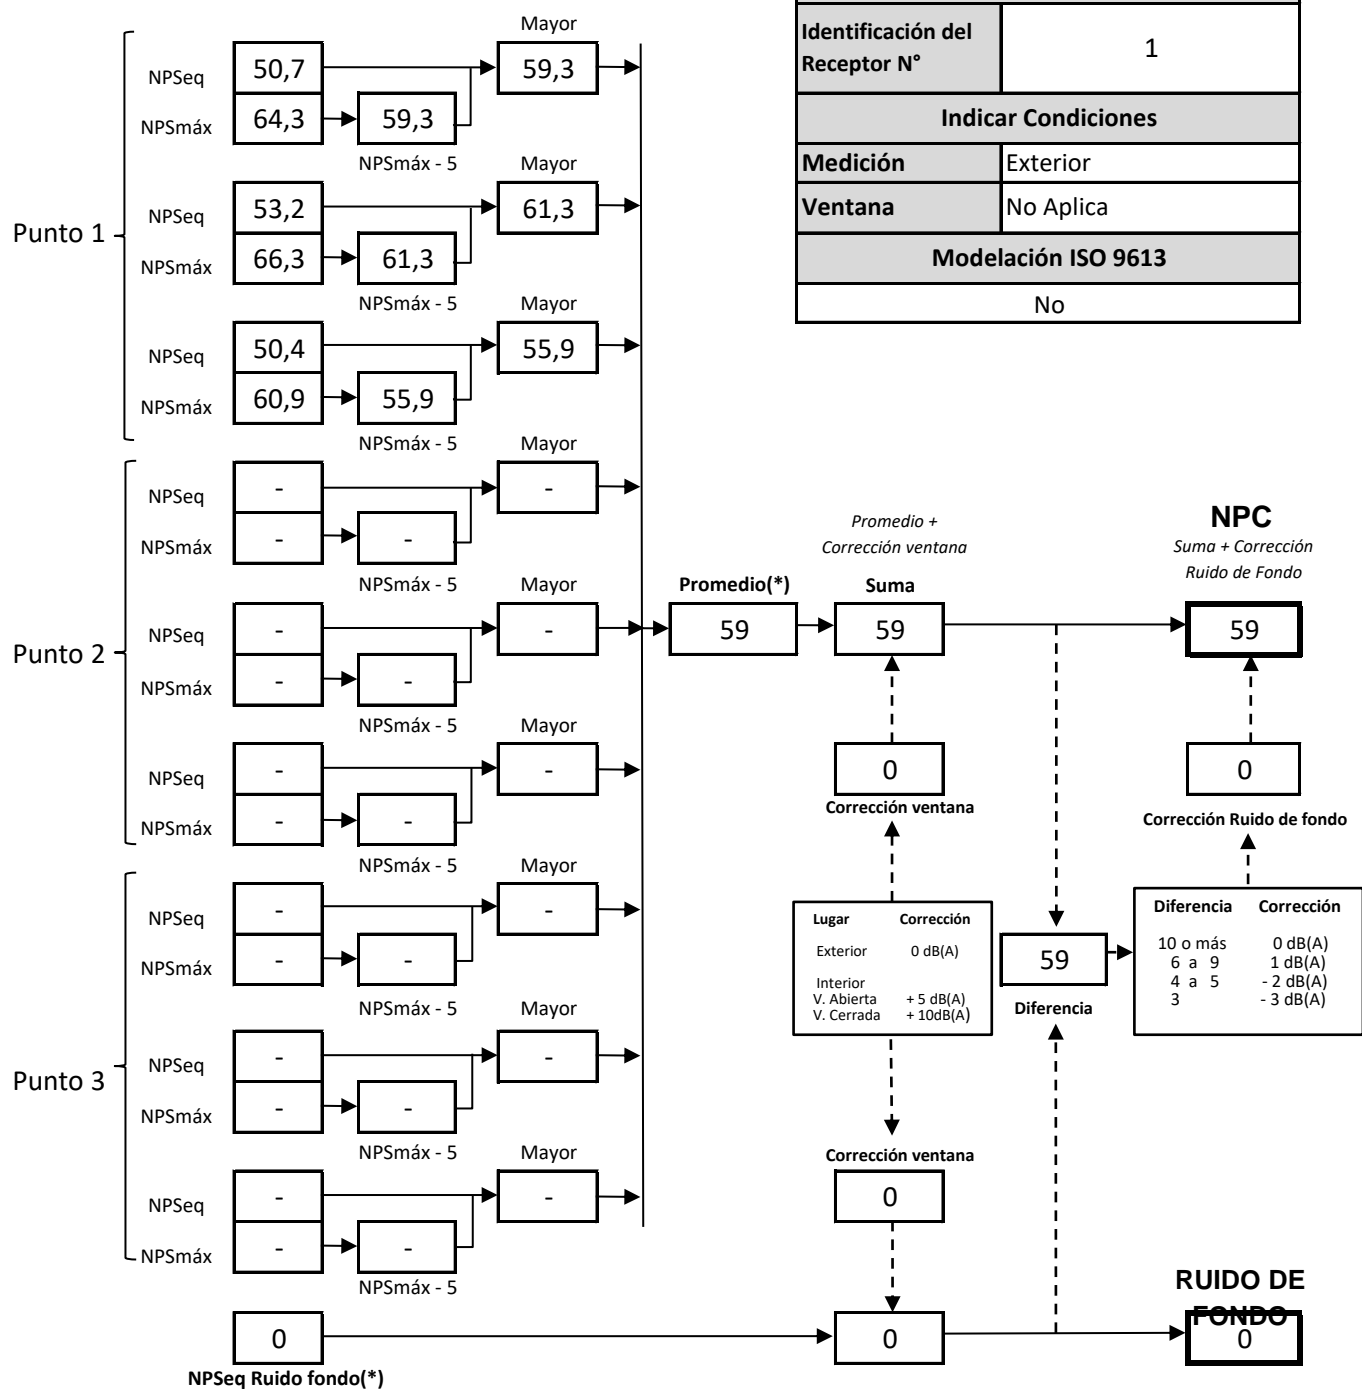 Identificación del
Receptor N°
1
Indicar Condiciones
Medición
Exterior
Ventana
No Aplica
Modelación ISO 9613
No
Punto 1
Mayor
NPSeq
50,7
59,3
NPSmáx
64,3
59,3
NPSmáx - 5
Mayor
NPSeq
53,2
61,3
NPSmáx
66,3
61,3
NPSmáx - 5
Mayor
NPSeq
50,4
55,9
NPSmáx
60,9
55,9
NPSmáx - 5
Punto 2
Mayor
NPSeq
-
-
NPSmáx
-
-
NPSmáx - 5
Mayor
NPSeq
-
-
NPSmáx
-
-
NPSmáx - 5
Mayor
NPSeq
-
-
NPSmáx
-
-
NPSmáx - 5
Punto 3
Mayor
NPSeq
-
-
NPSmáx
-
-
NPSmáx - 5
Mayor
NPSeq
-
-
NPSmáx
-
-
NPSmáx - 5
Mayor
NPSeq
-
-
NPSmáx
-
-
NPSmáx - 5
0
NPSeq Ruido fondo(*)
Promedio(*)
59
Promedio +
Corrección ventana
Suma
59
0
Corrección ventana
Lugar Corrección
Exterior 0 dB(A)
Interior
V. Abierta + 5 dB(A)
V. Cerrada + 10dB(A)
Corrección ventana
0
0
59
Diferencia
NPC
Suma + Corrección
Ruido de Fondo
59
0
Corrección Ruido de fondo
Diferencia Corrección
10 o más 0 dB(A)
6 a 9 1 dB(A)
4 a 5 - 2 dB(A)
3 - 3 dB(A)
RUIDO DE
FONDO
0